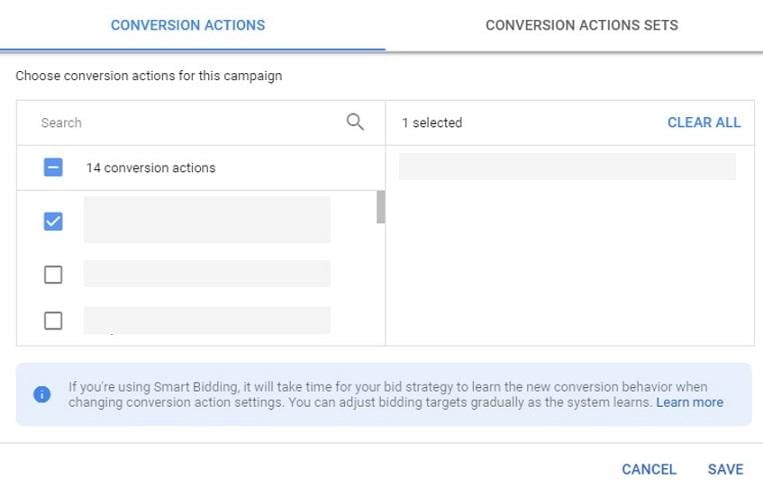 CONVERSION ACTIONS
CONVERSION ACTIONS SETS
Choose conversion actions for this campaign
Search
1 selected
CLEAR ALL
14 conversion actions
If you're using Smart Bidding, it will take time for your bid strategy to learn the new conversion behavior when
changing conversion action settings. You can adjust bidding targets gradually as the system learns. Learn more
CANCEL
SAVE